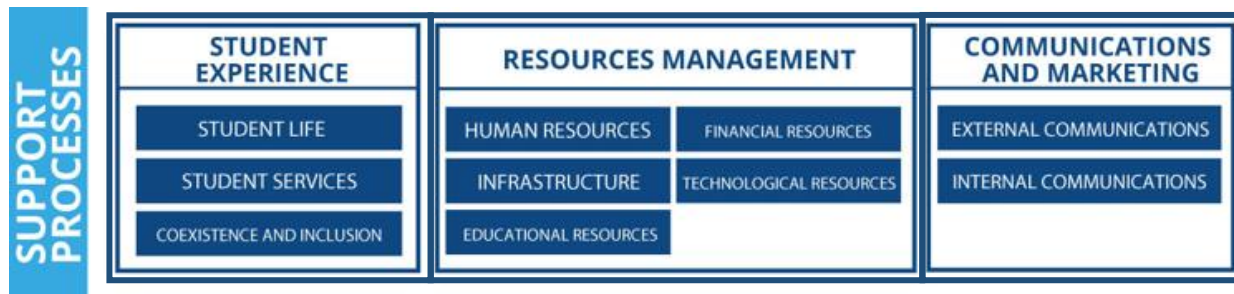 SUPPORT
PROCESSES
STUDENT
EXPERIENCE
STUDENT LIFE
STUDENT SERVICES
COEXISTENCE AND INCLUSION
RESOURCES MANAGEMENT
HUMAN RESOURCES
FINANCIAL RESOURCES
INFRASTRUCTURE
TECHNOLOGICAL RESOURCES
EDUCATIONAL RESOURCES
COMMUNICATIONS
AND MARKETING
EXTERNAL COMMUNICATIONS
INTERNAL COMMUNICATIONS